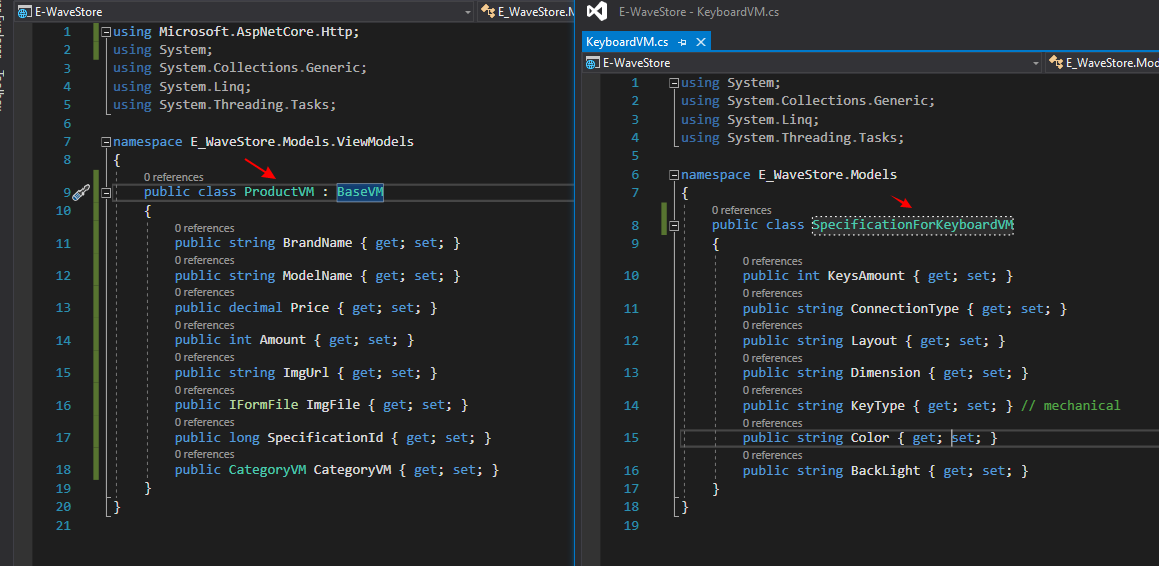 E-WaveStore
E_WaveStore.M
1 using Microsoft.AspNetCore.Http;
2 using System;
3 using System.Collections.Generic;
4 using System.Linq;
5 using System.Threading.Tasks;
6
7 namespace E_WaveStore.Models.ViewModels
8 {
0 references
9 public class ProductVM : BaseVM
10 {
0 references
11 public string BrandName { get; set; }
0 references
12 public string ModelName { get; set; }
0 references
13 public decimal Price { get; set; }
0 references
14 public int Amount { get; set; }
0 references
15 public string ImgUrl { get; set; }
0 references
16 public IFormFile ImgFile { get; set; }
0 references
17 public long SpecificationId { get; set; }
0 references
18 public CategoryVM CategoryVM { get; set; }
19 }
20 }
21
E-WaveStore - KeyboardVM.cs
KeyboardVM.cs
E-WaveStore
E_WaveStore.Mod
1 using System;
2 using System.Collections.Generic;
3 using System.Linq;
4 using System.Threading.Tasks;
5
6 namespace E_WaveStore.Models
7 {
0 references
8 public class SpecificationForKeyboardVM
9 {
0 references
10 public int KeysAmount { get; set; }
0 references
11 public string ConnectionType { get; set; }
0 references
12 public string Layout { get; set; }
0 references
13 public string Dimension { get; set; }
0 references
14 public string KeyType { get; set; } // mechanical
0 references
15 public string Color { get; set; }
0 references
16 public string BackLight { get; set; }
17 }
18 }
19